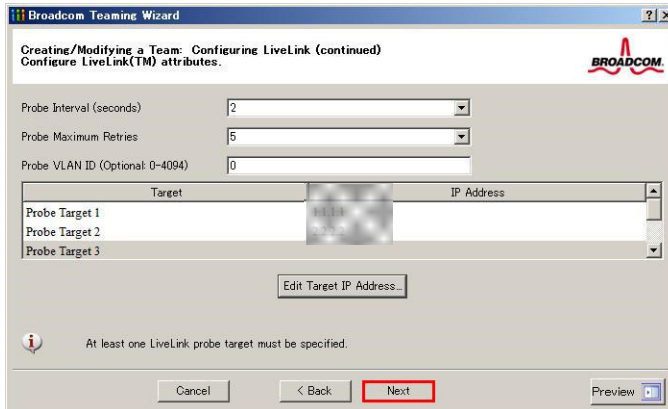 Broadcom Teaming Wizard
Creating/Modifying a Team: Configuring LiveLink (continued)
Configure LiveLink(TM) attributes.
BROADCOM.
Probe Interval (seconds) 2
Probe Maximum Retries 5
Probe VLAN ID (Optional: 0-4094) 0
Target IP Address
Probe Target 1
Probe Target 2
Probe Target 3
Edit Target IP Address...
At least one LiveLink probe target must be specified.
Cancel < Back Next Preview